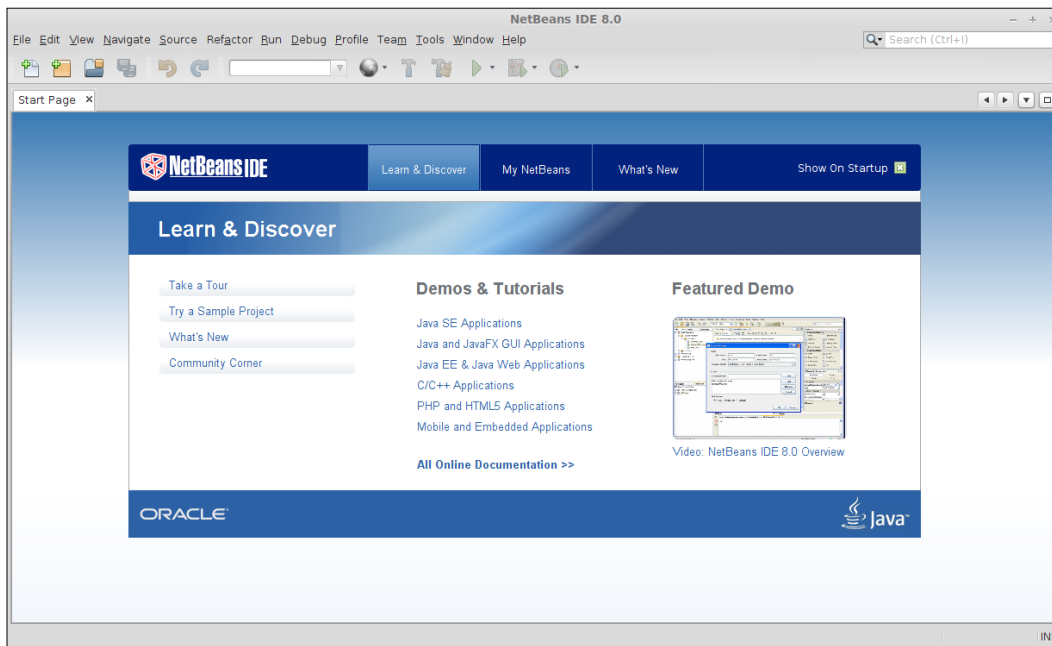 NetBeans IDE 8.0
File Edit View Navigate Source Refactor Run Debug Profile Team Tools Window Help
Search (Ctrl+I)
Start Page
NetBeans IDE
Learn & Discover
My NetBeans
What's New
Show On Startup
Learn & Discover
Take a Tour
Try a Sample Project
What's New
Community Corner
Demos & Tutorials
Java SE Applications
Java and JavaFX GUI Applications
Java EE & Java Web Applications
C/C++ Applications
PHP and HTML5 Applications
Mobile and Embedded Applications
All Online Documentation >>
Featured Demo
Video: NetBeans IDE 8.0 Overview
ORACLE
Java